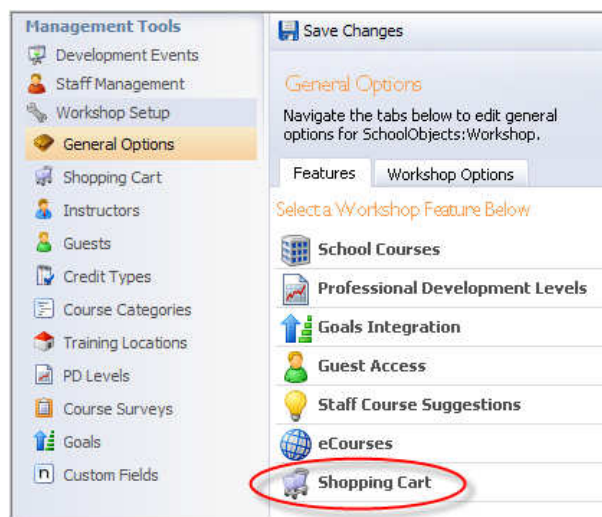 Management Tools
Development Events
Staff Management
Workshop Setup
General Options
Shopping Cart
Instructors
Guests
Credit Types
Course Categories
Training Locations
PD Levels
Course Surveys
Goals
Custom Fields
Save Changes
General Options
Navigate the tabs below to edit general
options for SchoolObjects:Workshop.
Features
Workshop Options
Select a Workshop Feature Below
School Courses
Professional Development Levels
Goals Integration
Guest Access
Staff Course Suggestions
eCourses
Shopping Cart